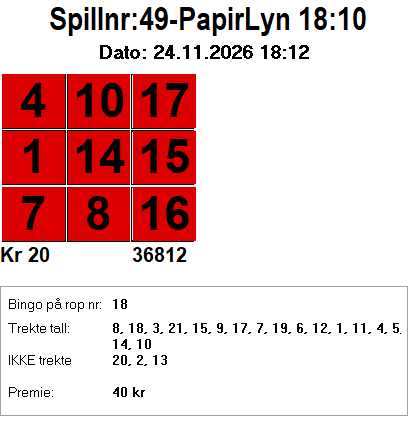 Spillnr:49-PapirLyn 18:10
Dato: 24.11.2026 18:12
4 10 17
1 14 15
7 8 16
Kr 20 36812
Bingo på rop nr: 18
Trekte tall: 8, 18, 3, 21, 15, 9, 17, 7, 19, 6, 12, 1, 11, 4, 5,
14, 10
IKKE trekte 20, 2, 13
Premie: 40 kr